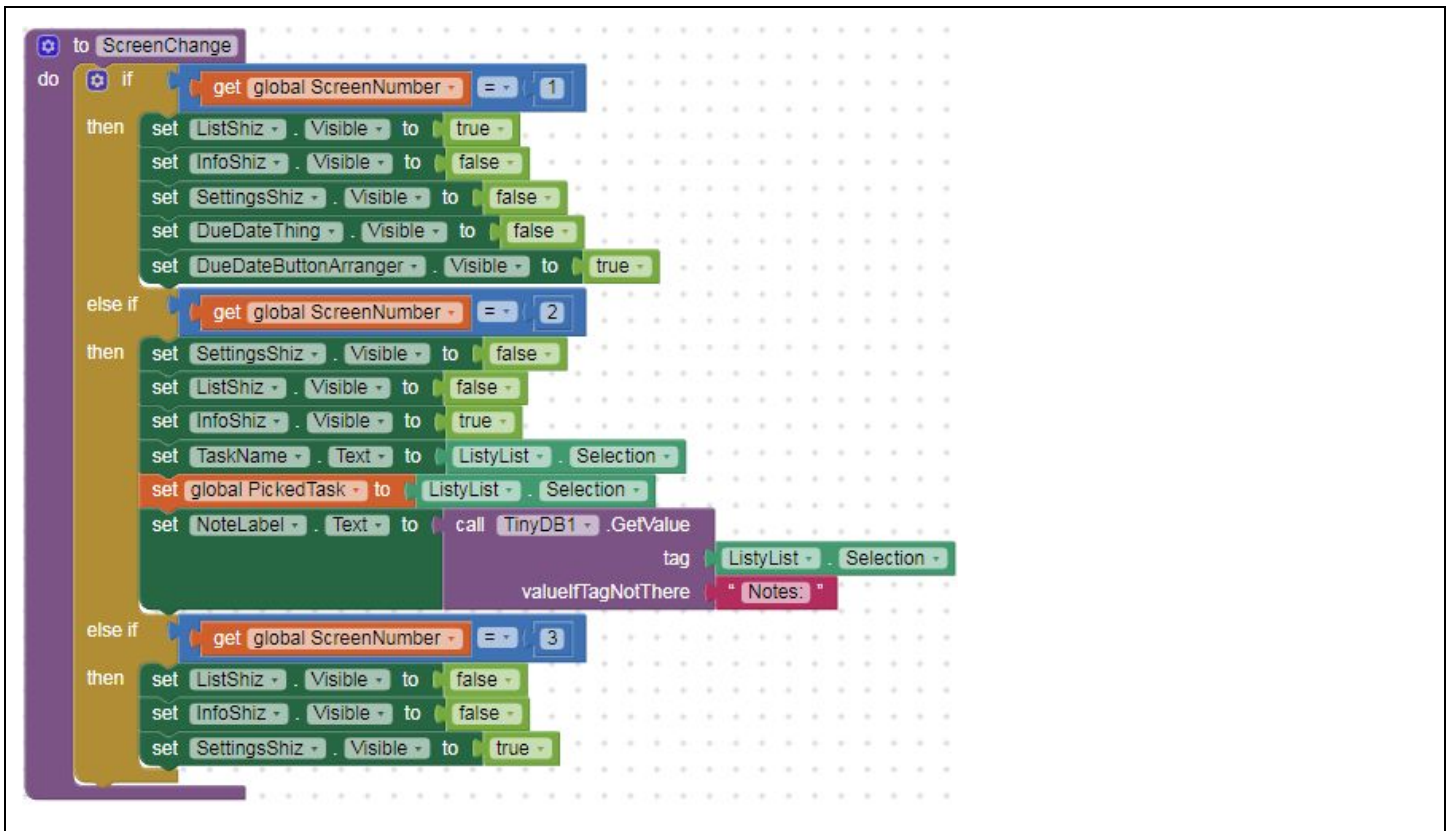 to ScreenChange
do if get global ScreenNumber = 1
then set ListShiz . Visible to true
set InfoShiz . Visible to false
set SettingsShiz . Visible to false
set DueDateThing . Visible to false
set DueDateButtonArranger . Visible to true
else if get global ScreenNumber = 2
then set SettingsShiz . Visible to false
set ListShiz . Visible to false
set InfoShiz . Visible to true
set TaskName . Text to ListyList . Selection
set global PickedTask to ListyList . Selection
set NoteLabel . Text to call TinyDB1 .GetValue
tag ListyList . Selection
valueIfTagNotThere " Notes: "
else if get global ScreenNumber = 3
then set ListShiz . Visible to false
set InfoShiz . Visible to false
set SettingsShiz . Visible to true